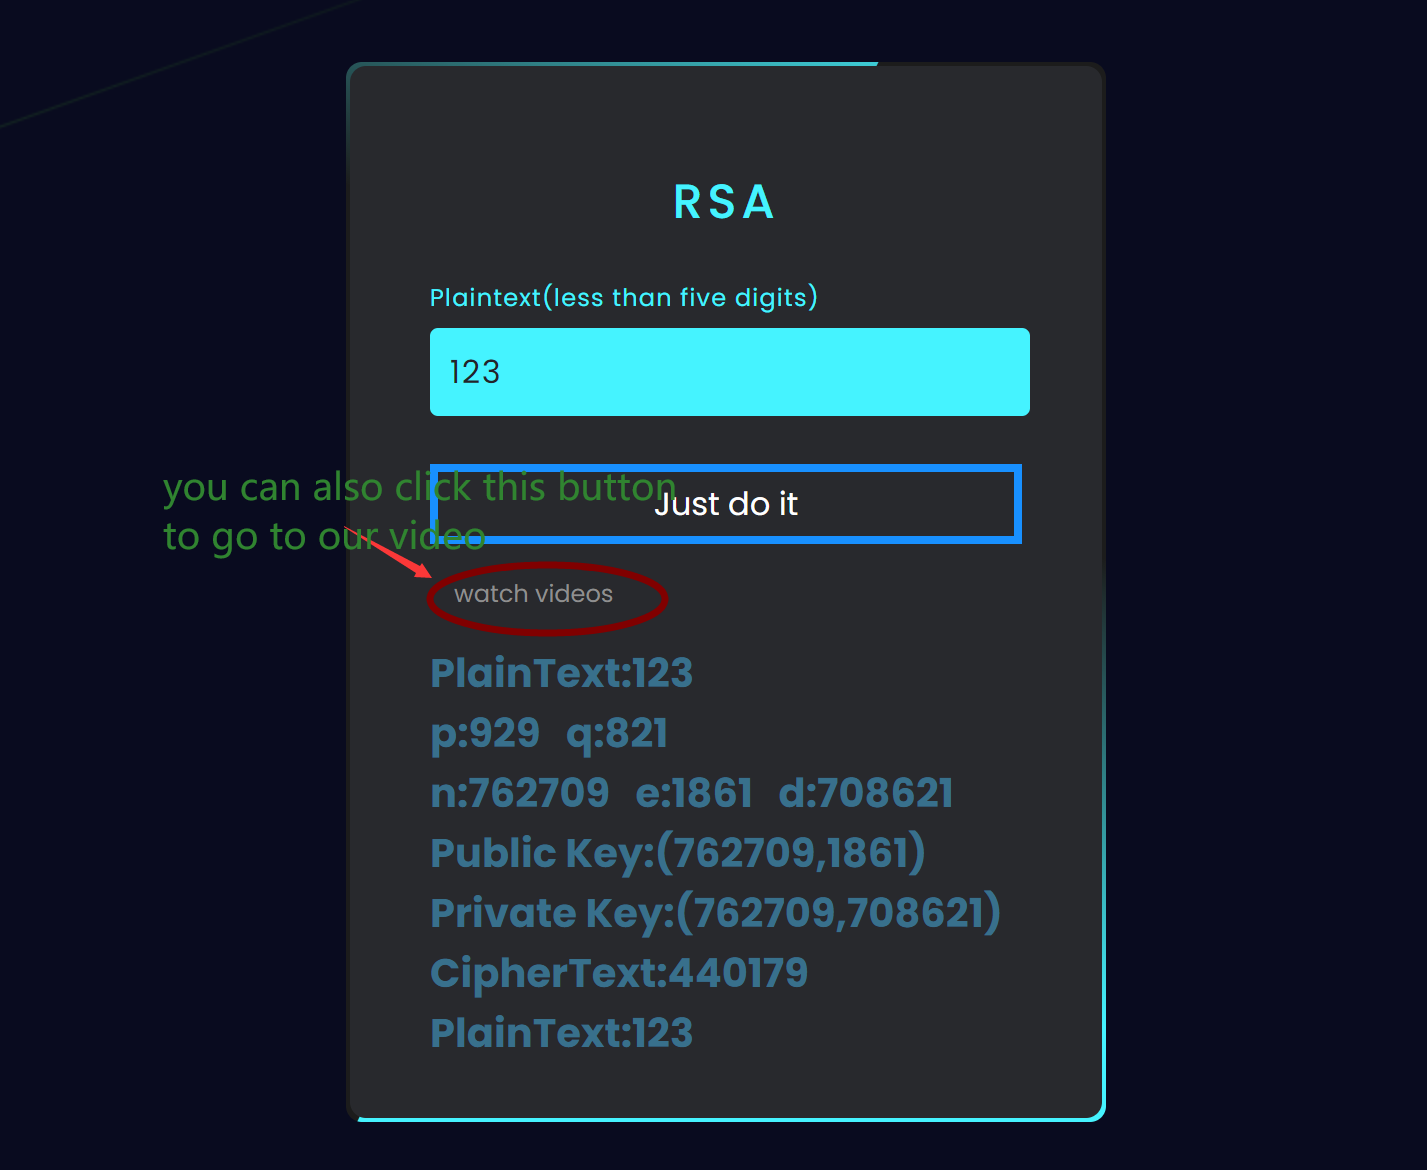 RSA
Plaintext(less than five digits)
123
you can also click this button
to go to our video
Just do it
watch videos
PlainText:123
p:929 q:821
n:762709 e:1861 d:708621
Public Key:(762709,1861)
Private Key:(762709,708621)
CipherText:440179
PlainText:123